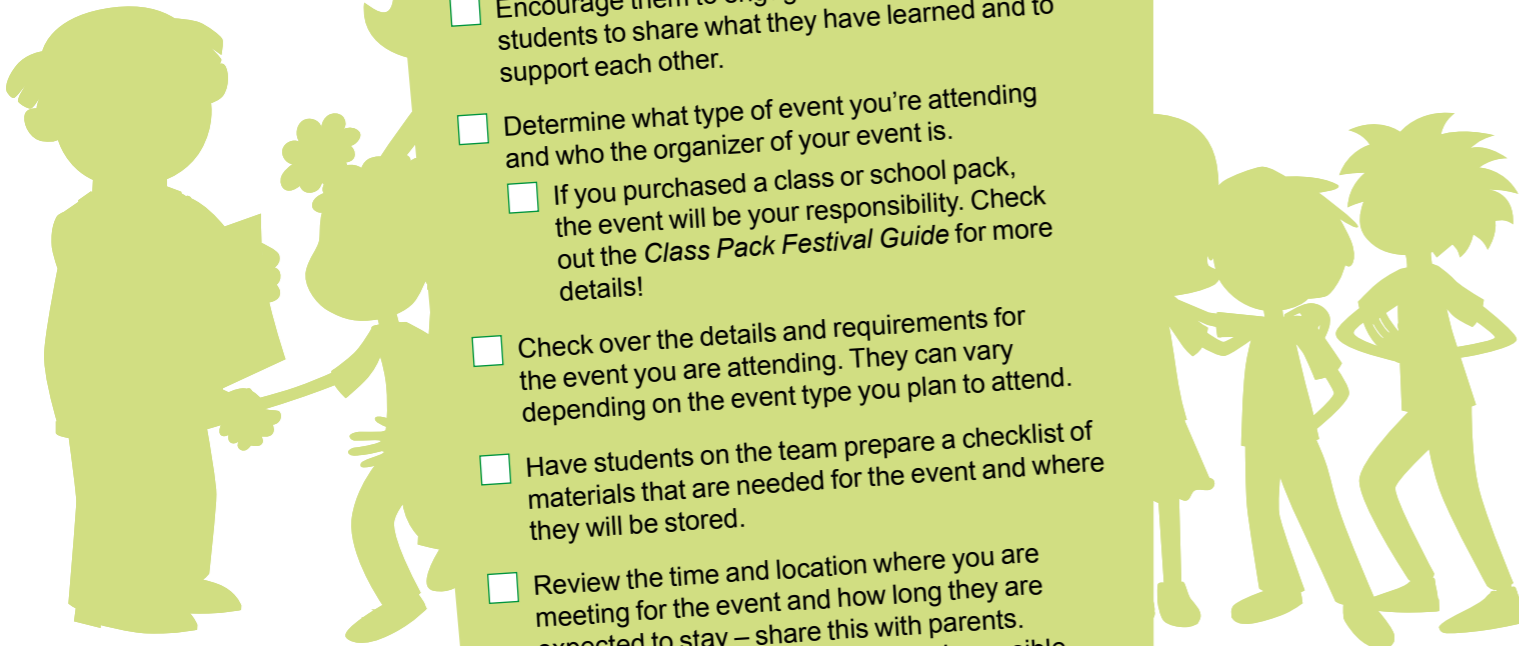 Encourage them to
students to share what they have learned and to
support each other.
Determine what type of event you’re attending
and who the organizer of your event is.
If you purchased a class or school pack,
the event will be your responsibility. Check
out the Class Pack Festival Guide for more
details!
Check over the details and requirements for
the event you are attending. They can vary
depending on the event type you plan to attend.
Have students on the team prepare a checklist of
materials that are needed for the event and where
they will be stored.
Review the time and location where you are
meeting for the event and how long they are
expected to stay – share this with parents.